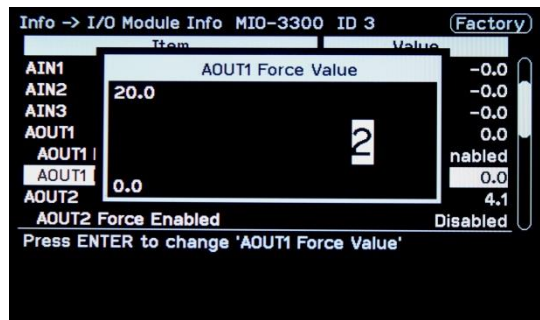 Info -> I/O Module Info MIO-3300 ID 3 Factory
Item Value
AOUT1 Force Value
AIN1 -0.0
AIN2 20.0 -0.0
AIN3 -0.0
AOUT1 2 0.0
AOUT1 nabled
AOUT1 0.0 0.0
AOUT2 4.1
AOUT2 Force Enabled Disabled
Press ENTER to change 'AOUT1 Force Value'